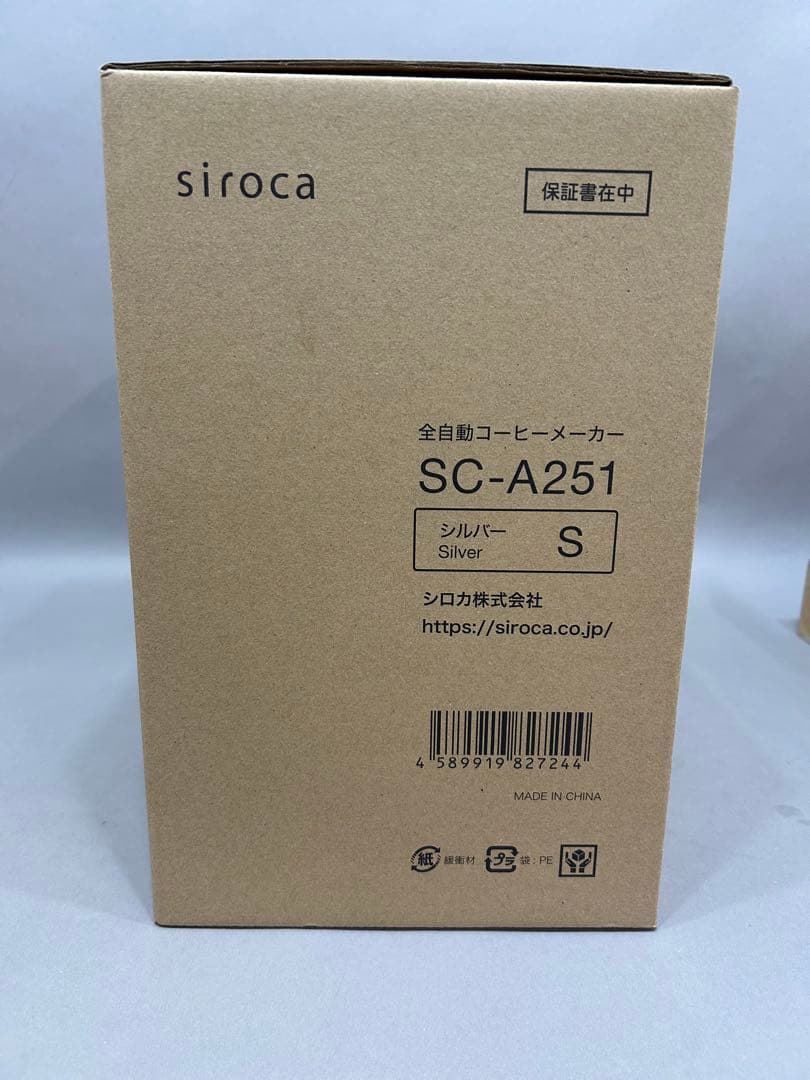 siroca
保証書在中
全自動コーヒーメーカー
SC-A251
シルバー
Silver
S
シロカ株式会社
https://siroca.co.jp/
4 589919 827244
MADE IN CHINA
紙 緩衝材 プラ 袋:PE